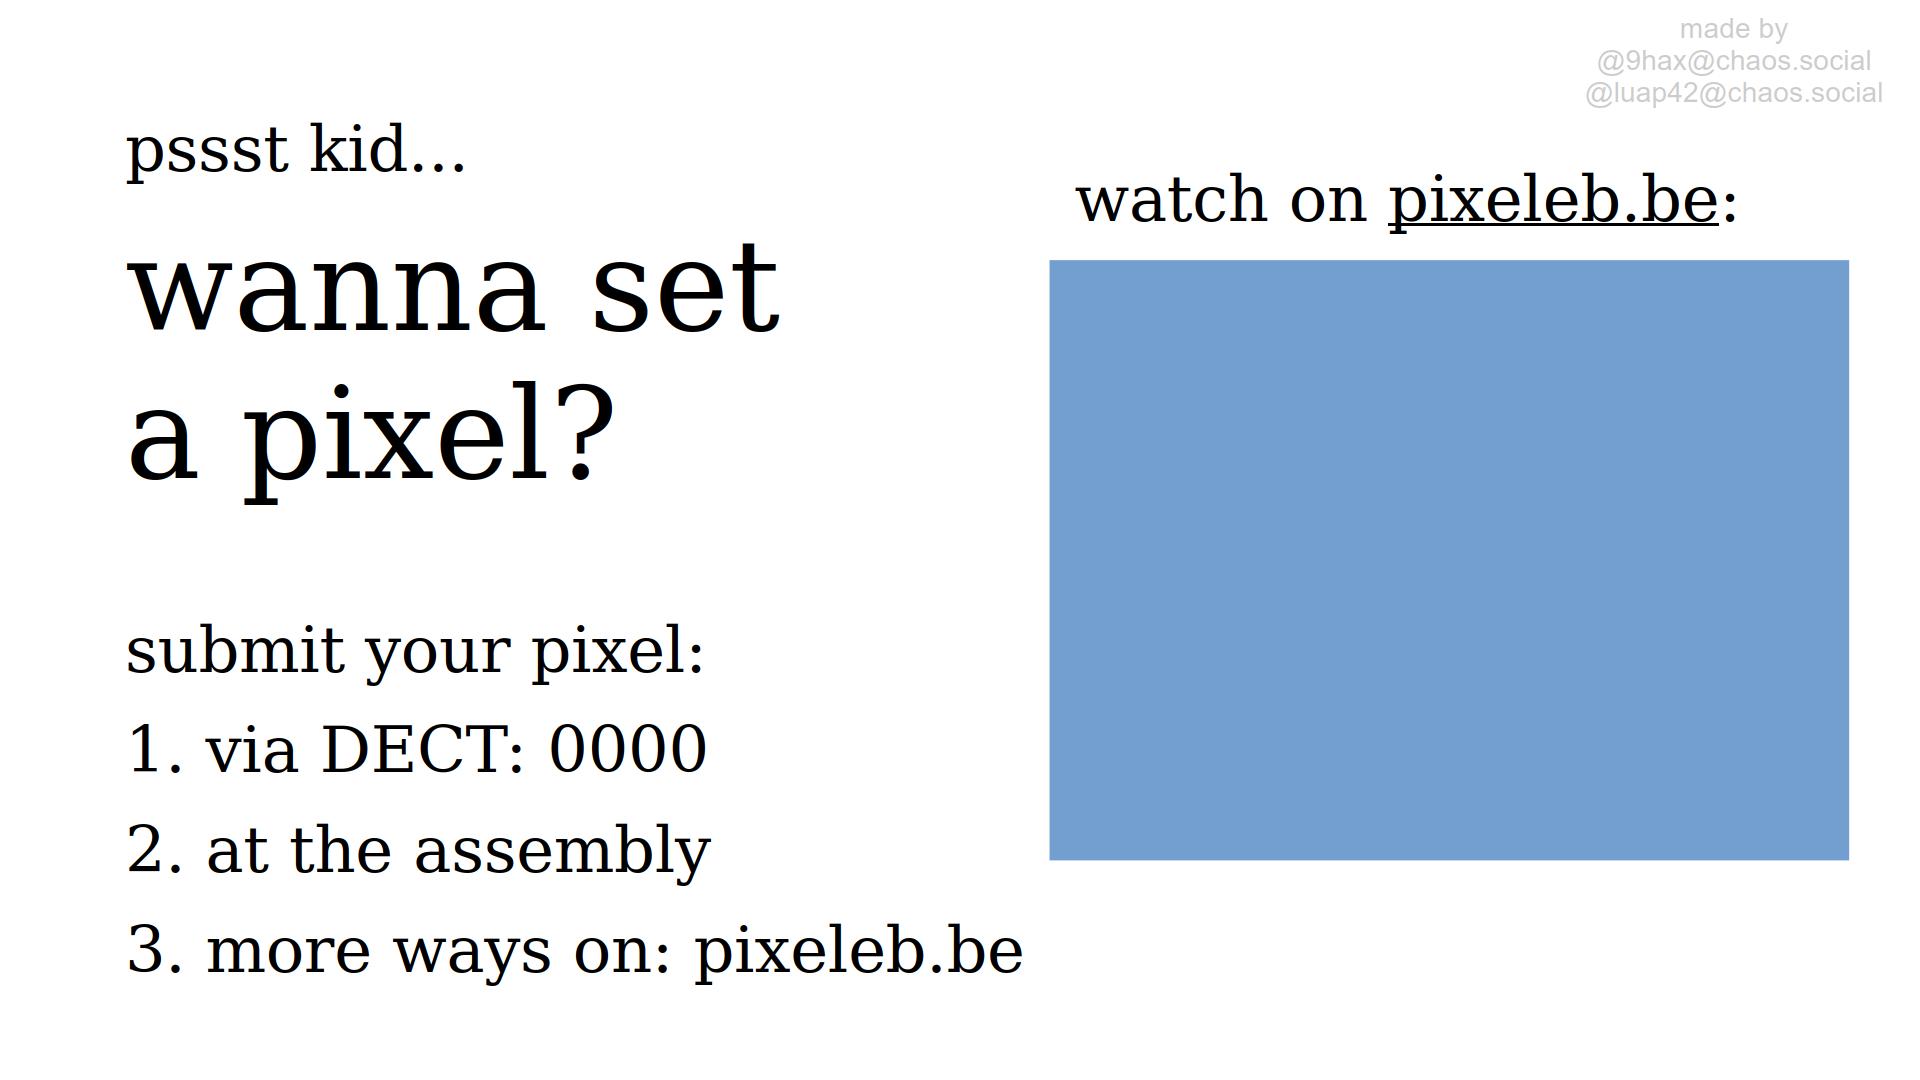 made by
@9hax@chaos.social
@luap42@chaos.social
pssst kid...
wanna set
a pixel?
submit your pixel:
1. via DECT: 0000
2. at the assembly
3. more ways on: pixeleb.be
watch on pixeleb.be: